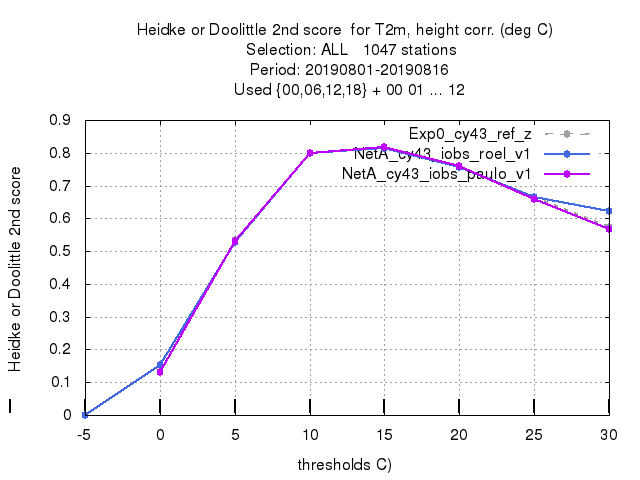 Heidke or Doolittle 2nd score  for T2m, height corr. (deg C)
Selection: ALL   1047 stations
Period: 20190801-20190816
Used {00,06,12,18} + 00 01 ... 12
Exp0_cy43_ref_z
NetA_cy43_iobs_roel_v1
NetA_cy43_iobs_paulo_v1
0.9
0.8
0.7
0.6
0.5
0.4
0.3
0.2
0.1
0
Heidke or Doolittle 2nd score
-5 0 5 10 15 20 25 30
thresholds C)